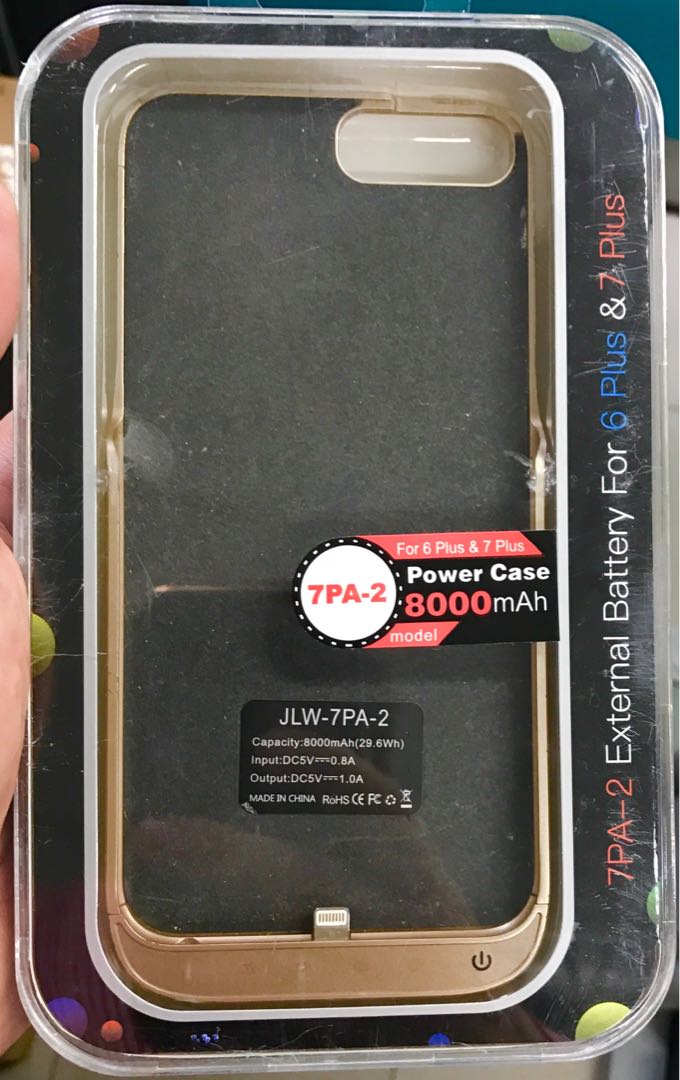 For 6 Plus & 7 Plus
7PA-2
Power Case
8000mAh
model
JLW-7PA-2
Capacity:8000mAh(29.6Wh)
Input:DC5V⎓0.8A
Output:DC5V⎓1.0A
MADE IN CHINA RoHS CE FC
7PA-2 External Battery For 6 Plus & 7 Plus